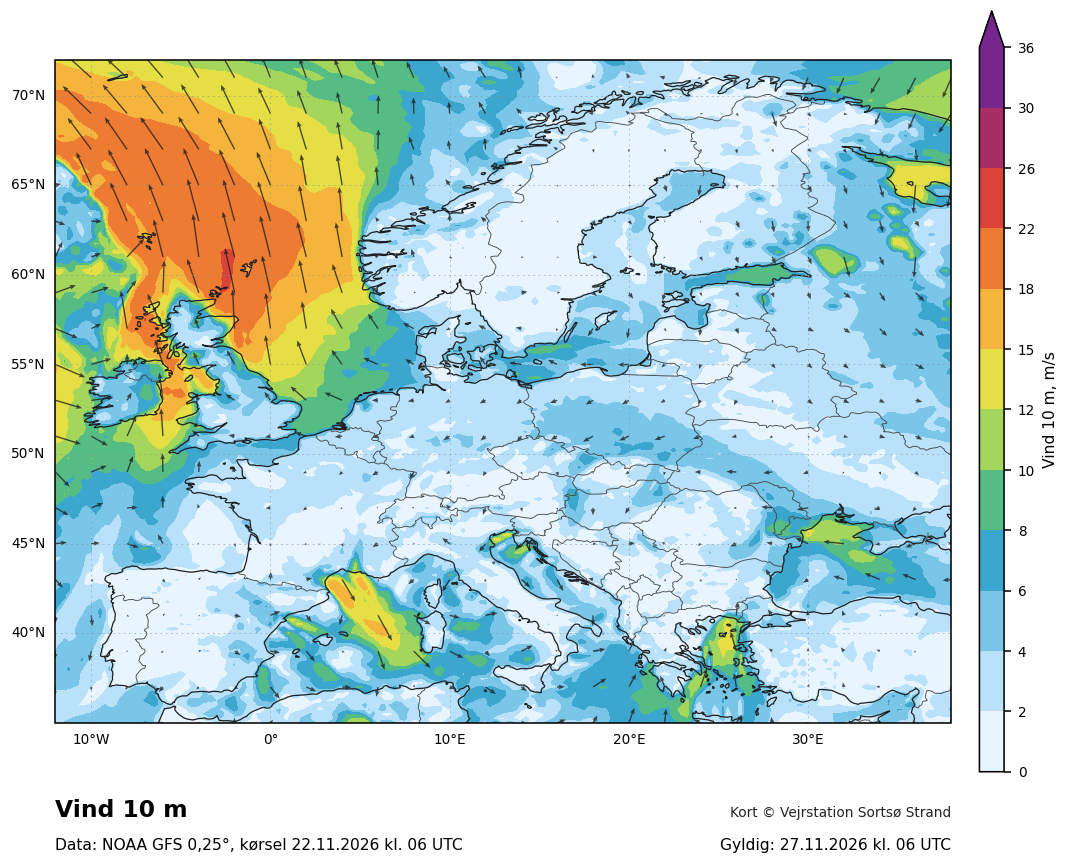 36
30
26
22
18
15
12
10
8
6
4
2
0
Vind 10 m, m/s
70°N
65°N
60°N
55°N
50°N
45°N
40°N
10°W
0°
10°E
20°E
30°E
Vind 10 m
Kort © Vejrstation Sortsø Strand
Data: NOAA GFS 0,25°, kørsel 22.11.2026 kl. 06 UTC
Gyldig: 27.11.2026 kl. 06 UTC